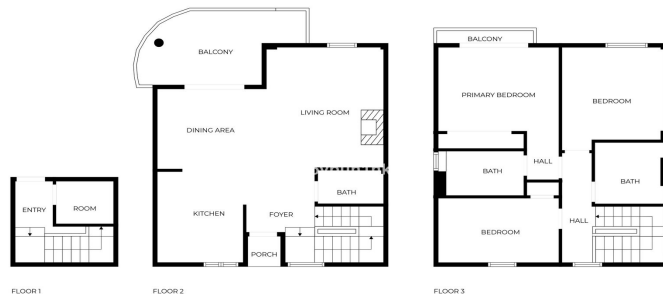 BALCONY
DINING AREA
LIVING ROOM
KITCHEN
FOYER
BATH
PORCH
ENTRY
ROOM
BALCONY
PRIMARY BEDROOM
BEDROOM
BATH
HALL
BATH
BEDROOM
HALL
FLOOR 1
FLOOR 2
FLOOR 3